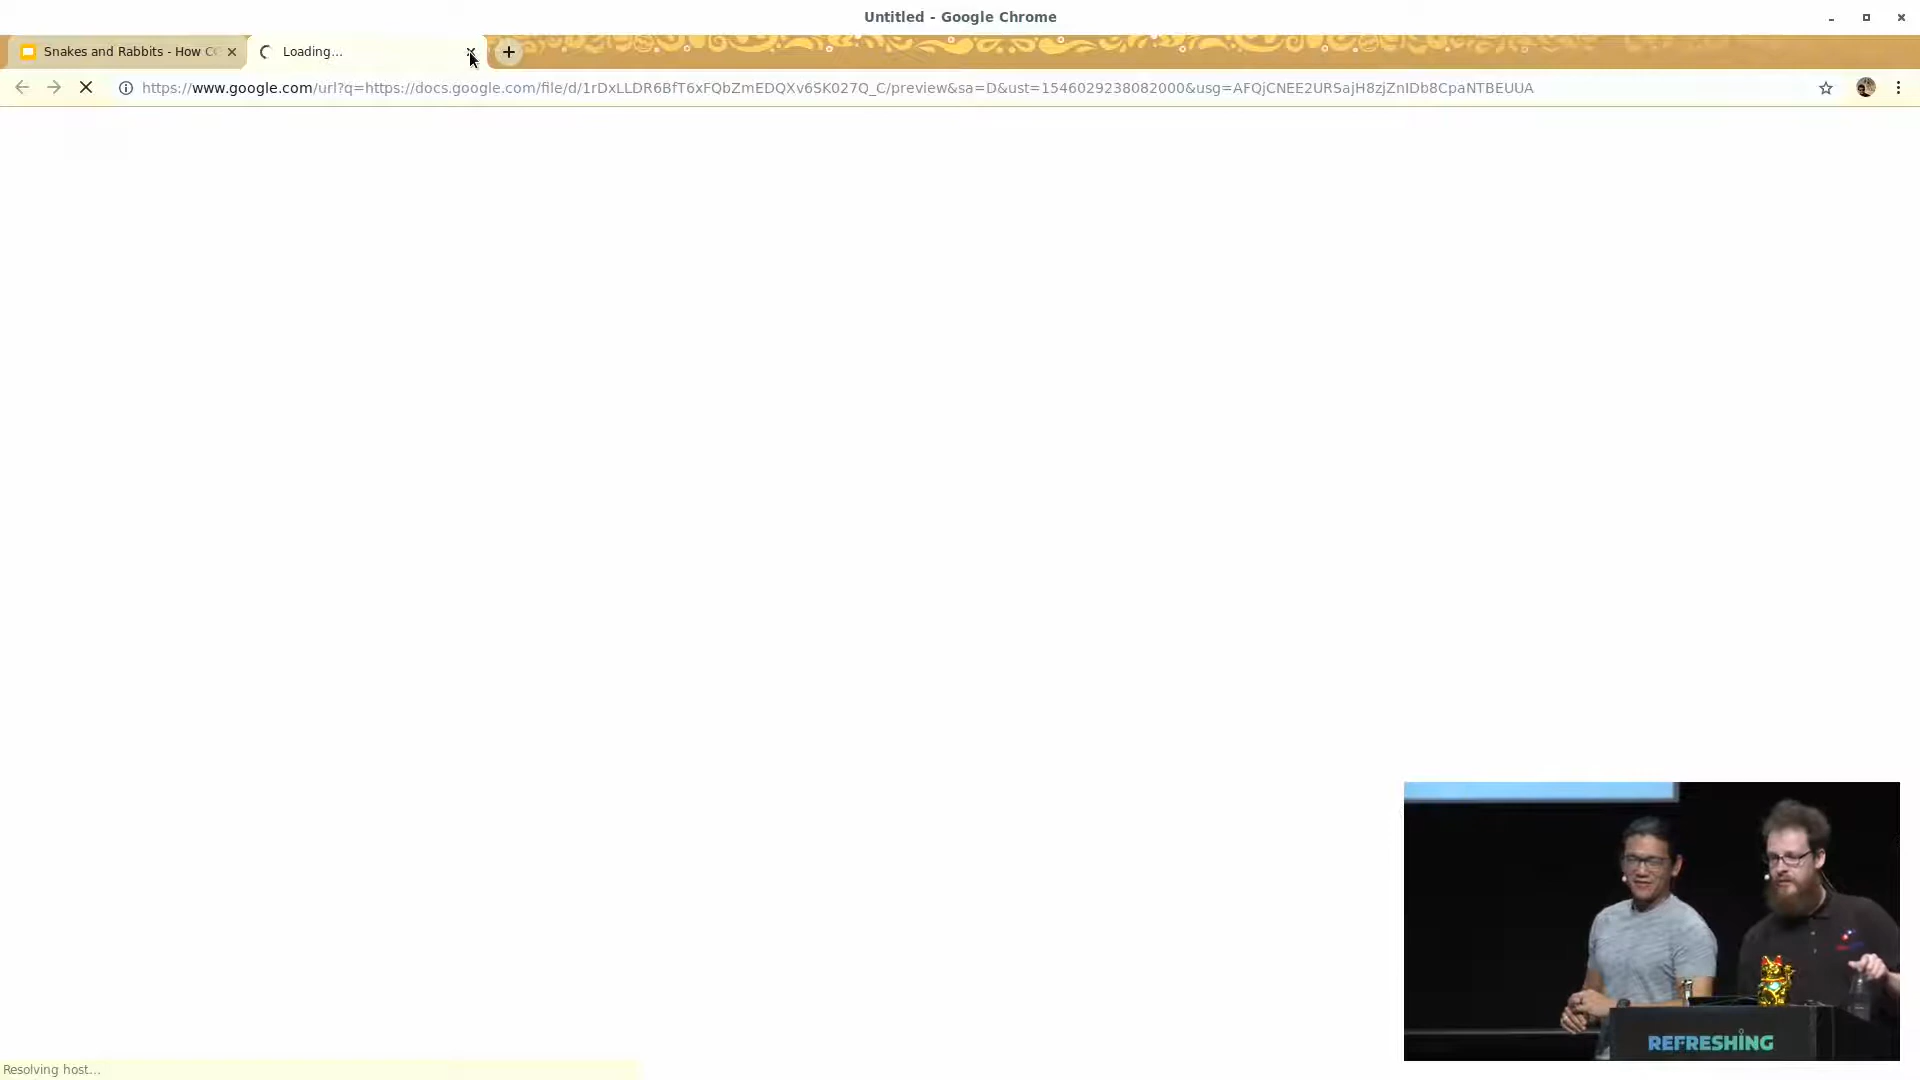 Untitled - Google Chrome
Snakes and Rabbits - How C
Loading...
https://www.google.com/url?q=https://docs.google.com/file/d/1rDxLLDR6BfT6xFQbZmEDQXv6SK027Q_C/preview&sa=D&ust=1546029238082000&usg=AFQjCNEE2URSajH8zjZnIDb8CpaNTBEUUA
REFRESHING
Resolving host...